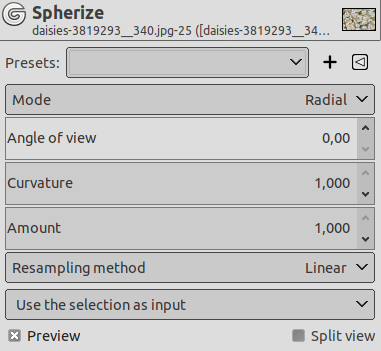 Spherize
daisies-3819293__340.jpg-25 ([daisies-3819293__34...
Presets:
Mode Radial
Angle of view 0,00
Curvature 1,000
Amount 1,000
Resampling method Linear
Use the selection as input
Preview Split view